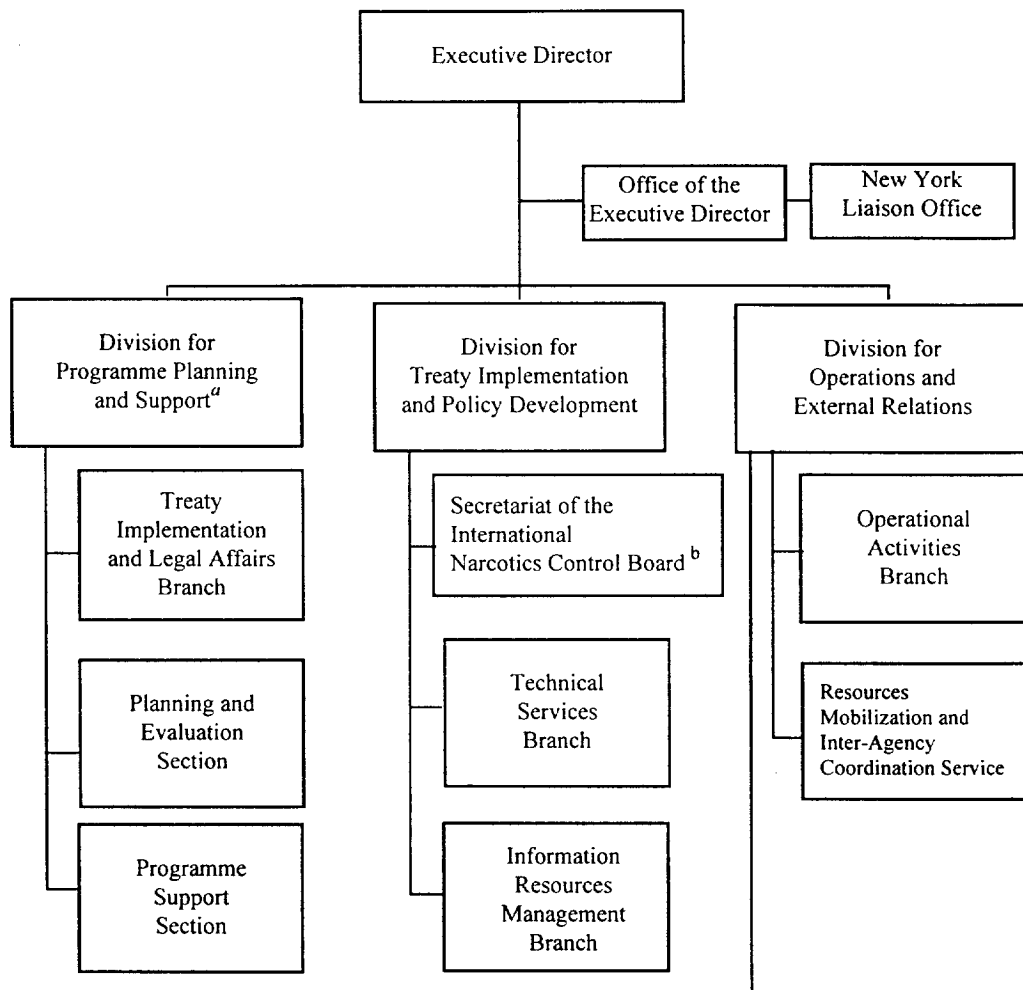 Executive Director
Office of the
Executive Director
New York
Liaison Office
Division for
Programme Planning
and Support a
Division for
Treaty Implementation
and Policy Development
Division for
Operations and
External Relations
Treaty
Implementation
and Legal Affairs
Branch
Secretariat of the
International
Narcotics Control Board b
Operational
Activities
Branch
Planning and
Evaluation
Section
Technical
Services
Branch
Resources
Mobilization and
Inter-Agency
Coordination Service
Programme
Support
Section
Information
Resources
Management
Branch